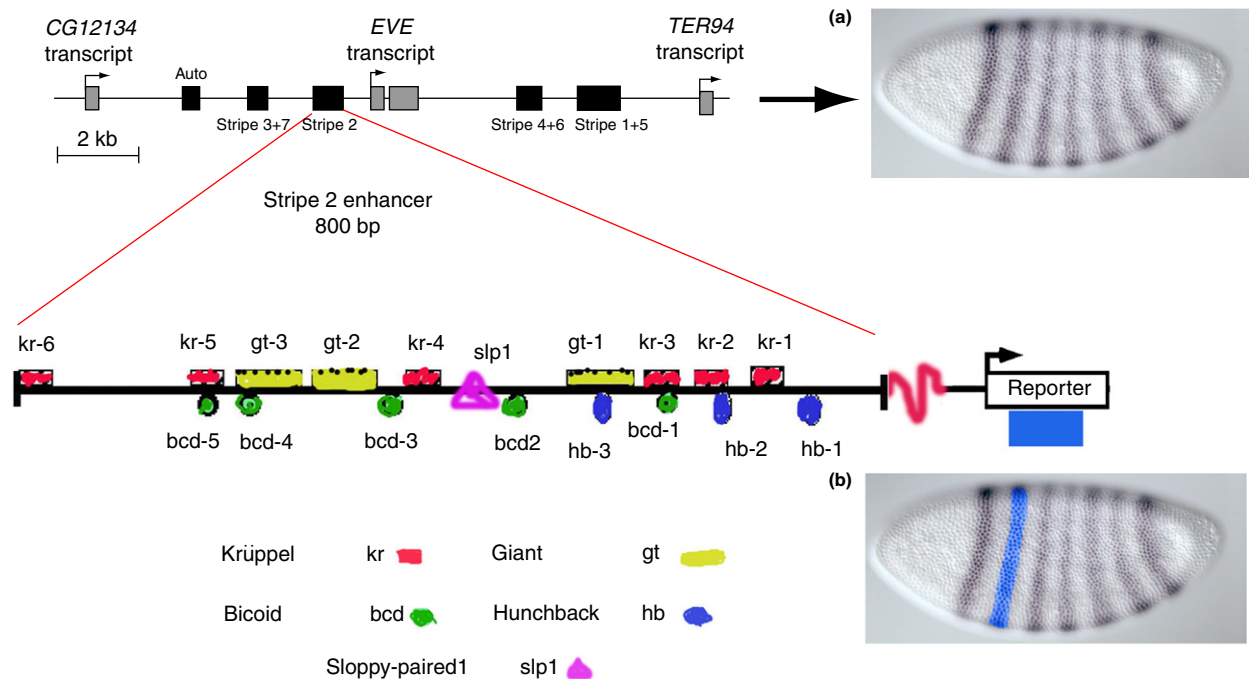 CG12134
transcript
EVE
transcript
TER94
transcript
(a)
Auto
Stripe 3+7
Stripe 2
Stripe 4+6
Stripe 1+5
2 kb
Stripe 2 enhancer
800 bp
kr-6
kr-5
gt-3
gt-2
kr-4
slp1
gt-1
kr-3
kr-2
kr-1
Reporter
bcd-5
bcd-4
bcd-3
bcd2
hb-3
bcd-1
hb-2
hb-1
(b)
Krüppel kr Giant gt
Bicoid bcd Hunchback hb
Sloppy-paired1 slp1